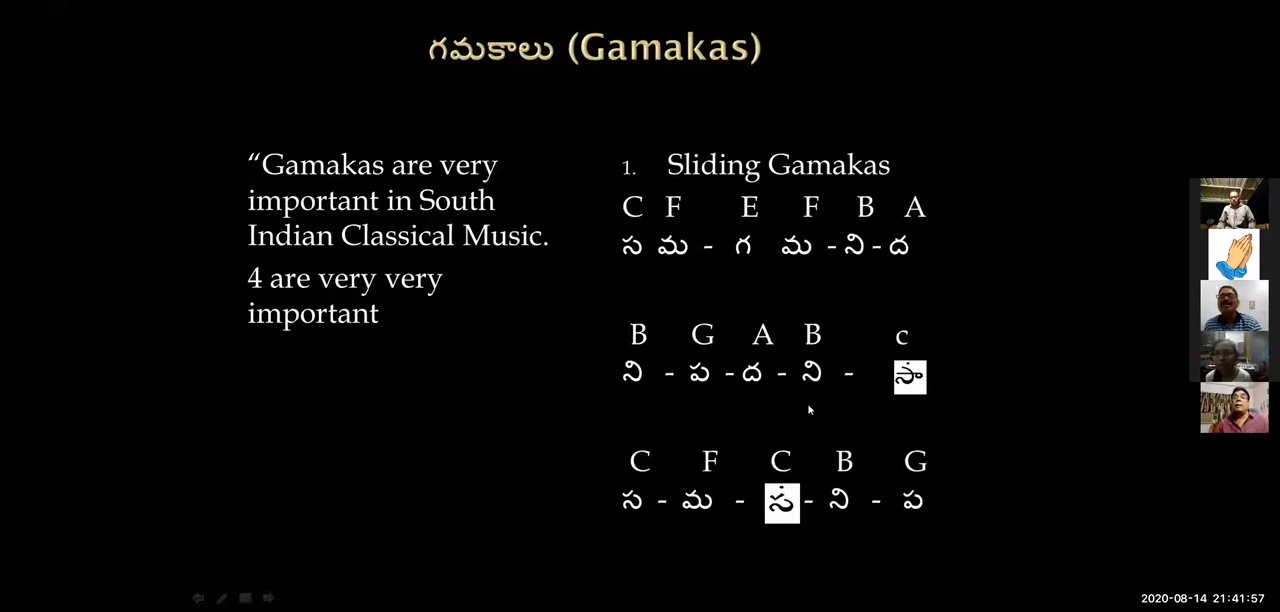 గమకాలు (Gamakas)
“Gamakas are very
important in South
Indian Classical Music.
4 are very very
important
1. Sliding Gamakas
C F E F B A
స మ - గ మ - ని - ద
B G A B c
ని - ప - ద - ని - సాׂ
C F C B G
స - మ - సׂ - ని - ప
2020-08-14 21:41:57